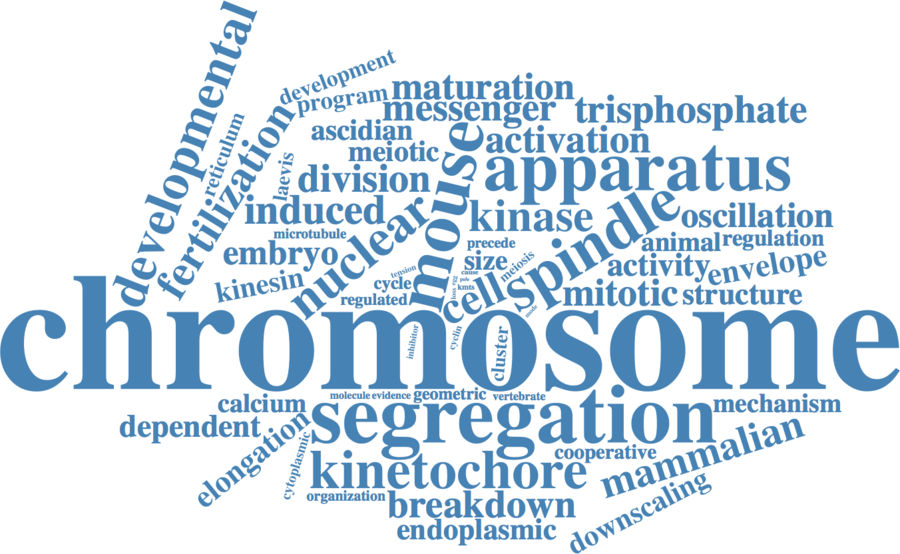 developmental
development
program
maturation
messenger
trisphosphate
reticulum
fertilization
ascidian
mouse
activation
meiotic
laevis
division
apparatus
induced
nuclear
kinase
spindle
oscillation
microtubule
embryo
precede
animal
regulation
size
meiosis
activity
envelope
kinesin
tension
cycle
cause
pole
egg
kmts
regulated
cell
mitotic
structure
chromosome
inhibitor
cyclin
cluster
molecule
evidence
geometric
vertebrate
calcium
segregation
mechanism
dependent
elongation
cytoplasmic
cooperative
kinetochore
mammalian
organization
breakdown
downscaling
endoplasmic